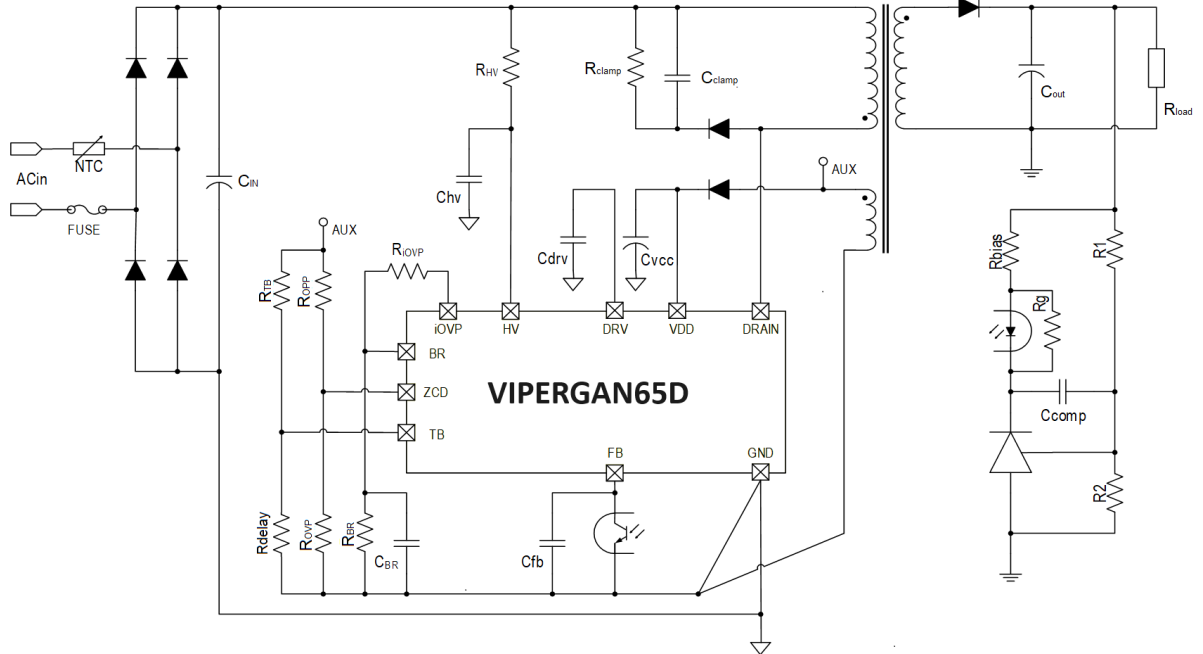 RHV
Rclamp
Cclamp
Cout
Rload
NTC
ACin
CIN
FUSE
Chv
AUX
AUX
RiOVP
Cdrv
Cvcc
Rbias
R1
RTB
ROPP
Rg
iOVP
HV
DRV
VDD
DRAIN
BR
ZCD
TB
VIPERGAN65D
Ccomp
FB
GND
R2
Rdelay
ROVP
RBR
CBR
Cfb